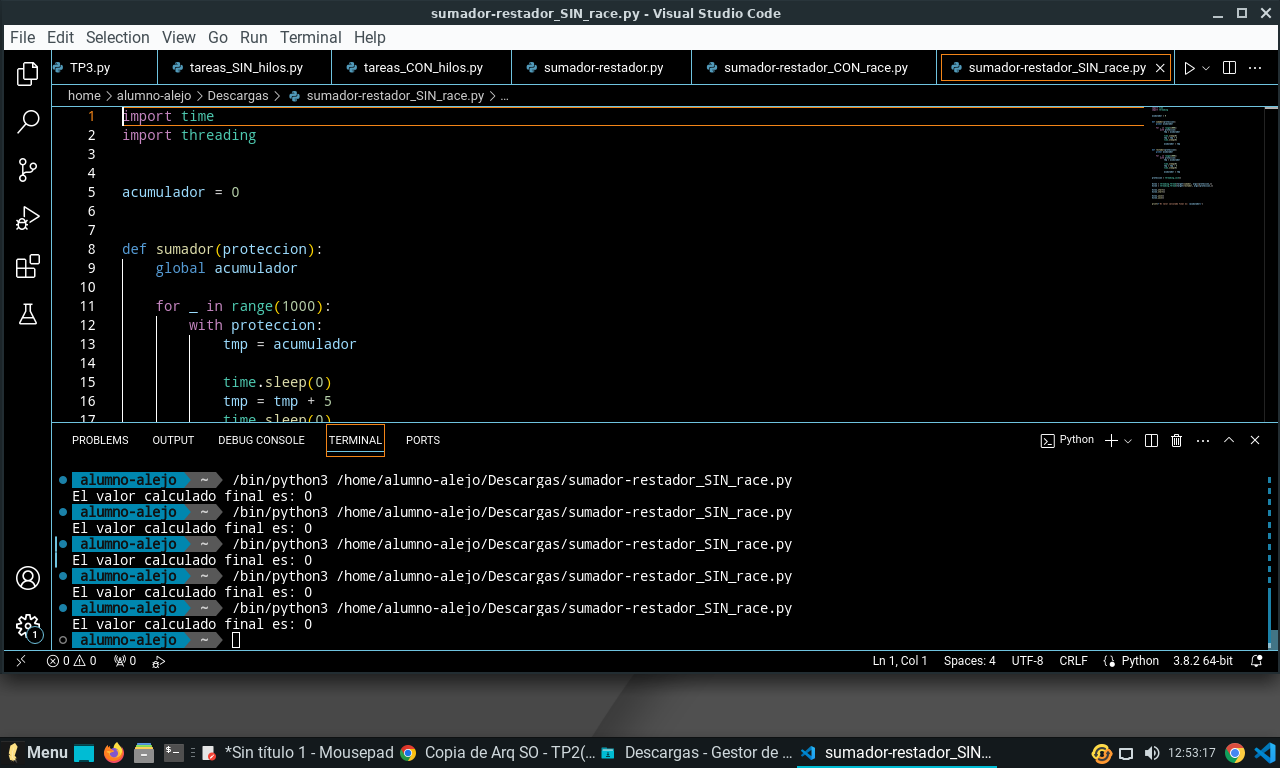 sumador-restador_SIN_race.py - Visual Studio Code
File Edit Selection View Go Run Terminal Help
TP3.py tareas_SIN_hilos.py tareas_CON_hilos.py sumador-restador.py sumador-restador_CON_race.py sumador-restador_SIN_race.py
home > alumno-alejo > Descargas > sumador-restador_SIN_race.py > ...
1 import time
2 import threading
3
4
5 acumulador = 0
6
7
8 def sumador(proteccion):
9 global acumulador
10
11 for _ in range(1000):
12 with proteccion:
13 tmp = acumulador
14
15 time.sleep(0)
16 tmp = tmp + 5
17 time.sleep(0)
PROBLEMS OUTPUT DEBUG CONSOLE TERMINAL PORTS Python
alumno-alejo ~ /bin/python3 /home/alumno-alejo/Descargas/sumador-restador_SIN_race.py
El valor calculado final es: 0
alumno-alejo ~ /bin/python3 /home/alumno-alejo/Descargas/sumador-restador_SIN_race.py
El valor calculado final es: 0
alumno-alejo ~ /bin/python3 /home/alumno-alejo/Descargas/sumador-restador_SIN_race.py
El valor calculado final es: 0
alumno-alejo ~ /bin/python3 /home/alumno-alejo/Descargas/sumador-restador_SIN_race.py
El valor calculado final es: 0
alumno-alejo ~ /bin/python3 /home/alumno-alejo/Descargas/sumador-restador_SIN_race.py
El valor calculado final es: 0
alumno-alejo ~
1
0 0 0 Ln 1, Col 1 Spaces: 4 UTF-8 CRLF Python 3.8.2 64-bit
Menu *Sin título 1 - Mousepad Copia de Arq SO - TP2(... Descargas - Gestor de ... sumador-restador_SIN... 12:53:17